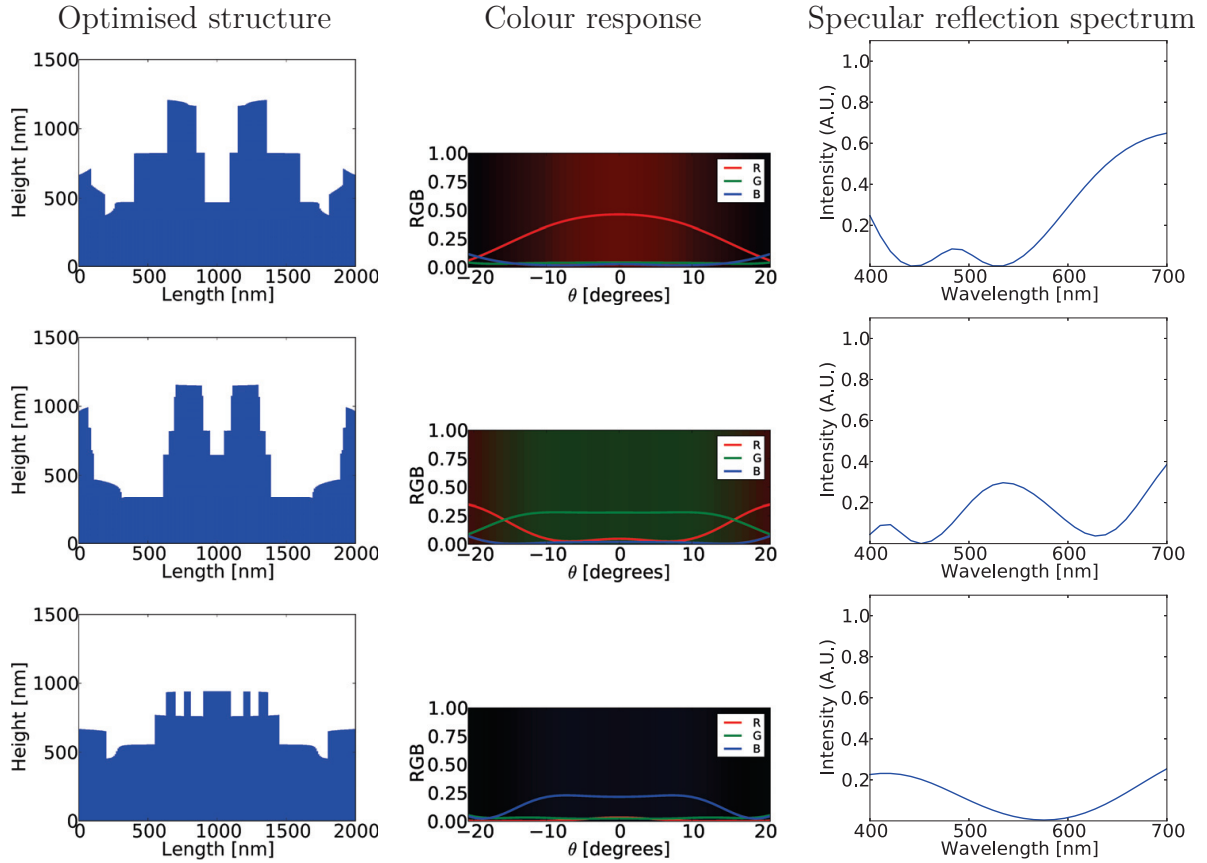 Optimised structure Colour response Specular reflection spectrum
1500
1000
500
0
Height [nm]
0 500 1000 1500 2000
Length [nm]
1.00
0.75
0.50
0.25
0.00
RGB
R
G
B
−20 −10 0 10 20
θ [degrees]
1.0
0.8
0.6
0.4
0.2
Intensity (A.U.)
400 500 600 700
Wavelength [nm]
1500
1000
500
0
Height [nm]
0 500 1000 1500 2000
Length [nm]
1.00
0.75
0.50
0.25
0.00
RGB
R
G
B
−20 −10 0 10 20
θ [degrees]
1.0
0.8
0.6
0.4
0.2
Intensity (A.U.)
400 500 600 700
Wavelength [nm]
1500
1000
500
0
Height [nm]
0 500 1000 1500 2000
Length [nm]
1.00
0.75
0.50
0.25
0.00
RGB
R
G
B
−20 −10 0 10 20
θ [degrees]
1.0
0.8
0.6
0.4
0.2
Intensity (A.U.)
400 500 600 700
Wavelength [nm]